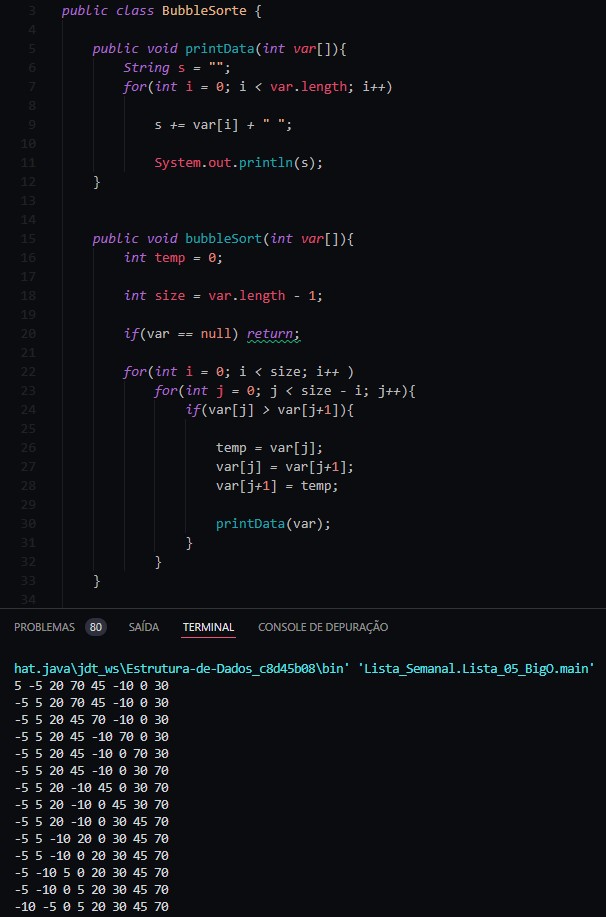 3 public class BubbleSorte {
4
5 public void printData(int var[]){
6 String s = "";
7 for(int i = 0; i < var.length; i++)
8
9 s += var[i] + " ";
10
11 System.out.println(s);
12 }
13
14
15 public void bubbleSort(int var[]){
16 int temp = 0;
17
18 int size = var.length - 1;
19
20 if(var == null) return;
21
22 for(int i = 0; i < size; i++ )
23 for(int j = 0; j < size - i; j++){
24 if(var[j] > var[j+1]){
25
26 temp = var[j];
27 var[j] = var[j+1];
28 var[j+1] = temp;
29
30 printData(var);
31 }
32 }
33 }
34
PROBLEMAS 80 SAÍDA TERMINAL CONSOLE DE DEPURAÇÃO
hat.java\jdt_ws\Estrutura-de-Dados_c8d45b08\bin' 'Lista_Semanal.Lista_05_BigO.main'
5 -5 20 70 45 -10 0 30
-5 5 20 70 45 -10 0 30
-5 5 20 45 70 -10 0 30
-5 5 20 45 -10 70 0 30
-5 5 20 45 -10 0 70 30
-5 5 20 45 -10 0 30 70
-5 5 20 -10 45 0 30 70
-5 5 20 -10 0 45 30 70
-5 5 20 -10 0 30 45 70
-5 5 -10 20 0 30 45 70
-5 5 -10 0 20 30 45 70
-5 -10 5 0 20 30 45 70
-5 -10 0 5 20 30 45 70
-10 -5 0 5 20 30 45 70